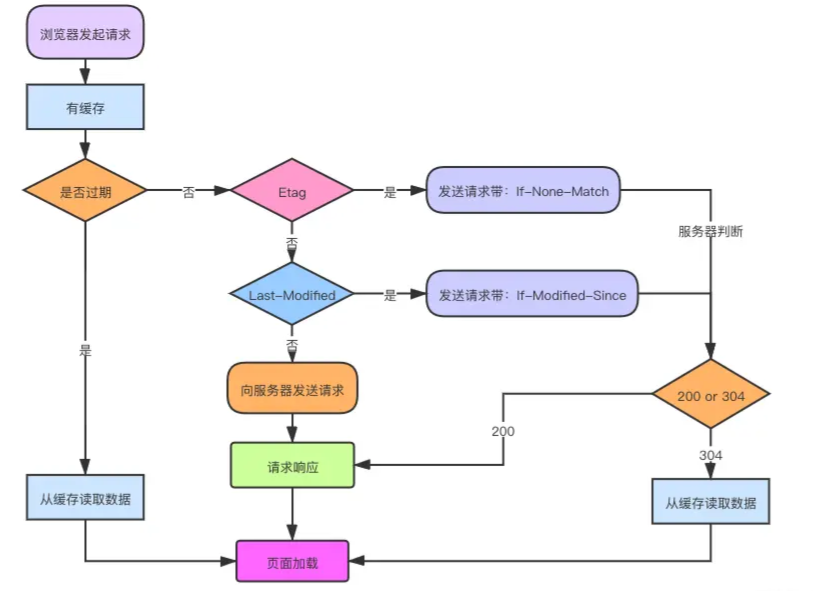 浏览器发起请求
有缓存
是否过期
否
Etag
是
发送请求带：If-None-Match
服务器判断
否
Last-Modified
是
发送请求带：If-Modified-Since
是
否
向服务器发送请求
200 or 304
200
304
请求响应
从缓存读取数据
从缓存读取数据
页面加载